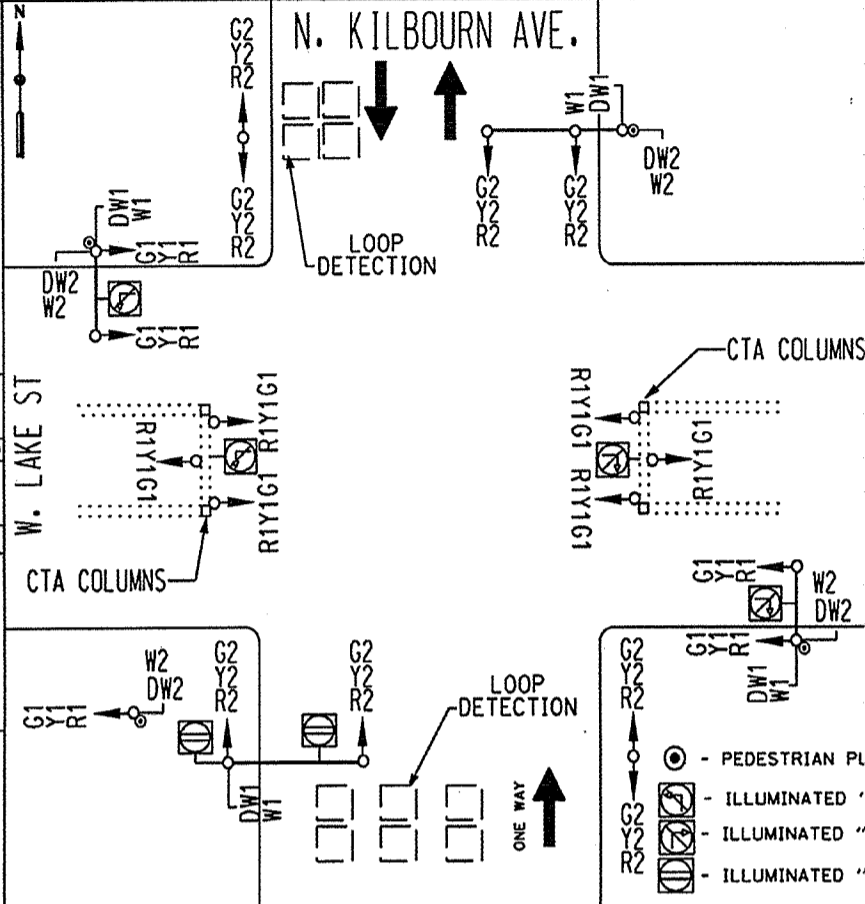 N
N. KILBOURN AVE.
G2
Y2
R2
W1
DW1
DW2
W2
G2
Y2
R2
G2
Y2
R2
G2
Y2
R2
DW1
W1
G1
Y1
R1
LOOP
DETECTION
DW2
W2
G1
Y1
R1
CTA COLUMNS
W. LAKE ST
R1Y1G1
R1Y1G1
R1Y1G1
R1Y1G1
R1Y1G1
R1Y1G1
CTA COLUMNS
G1
Y1
R1
W2
DW2
G1
Y1
R1
DW1
W1
W2
DW2
G1
Y1
R1
G2
Y2
R2
G2
Y2
R2
LOOP
DETECTION
G2
Y2
R2
DW1
W1
ONE WAY
G2
Y2
R2
- PEDESTRIAN PU
- ILLUMINATED "
- ILLUMINATED "
- ILLUMINATED "